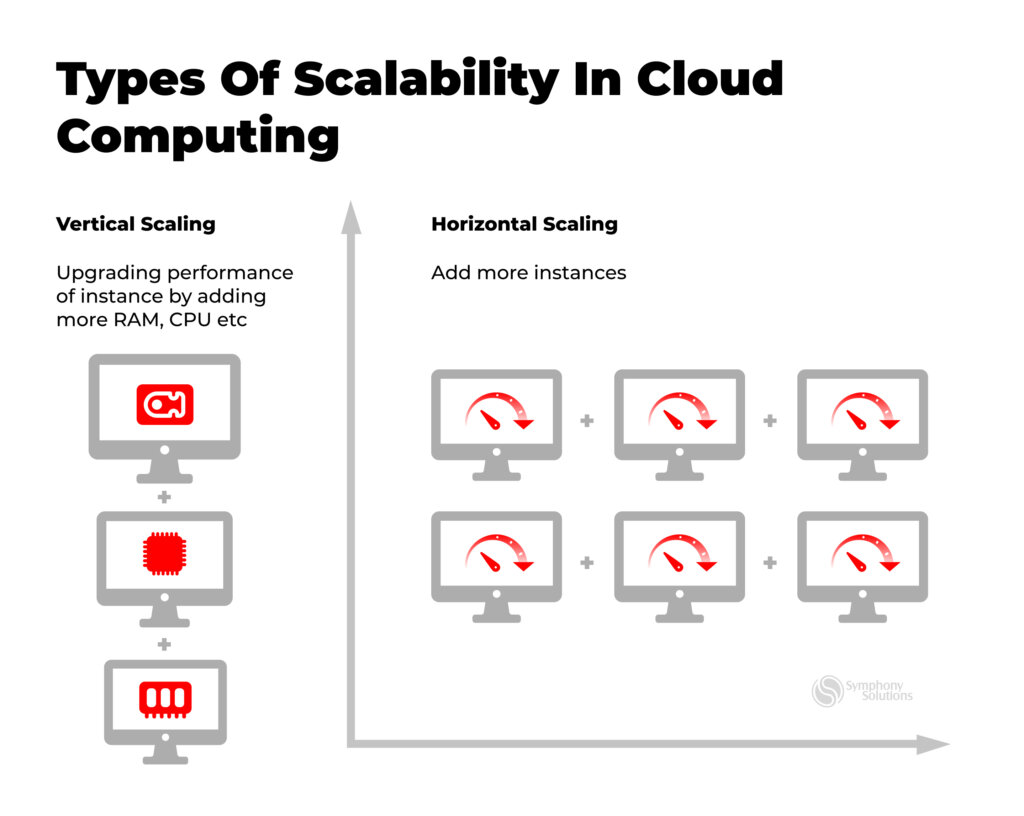 Types Of Scalability In Cloud
Computing
Vertical Scaling
Upgrading performance
of instance by adding
more RAM, CPU etc
Horizontal Scaling
Add more instances
Symphony
Solutions